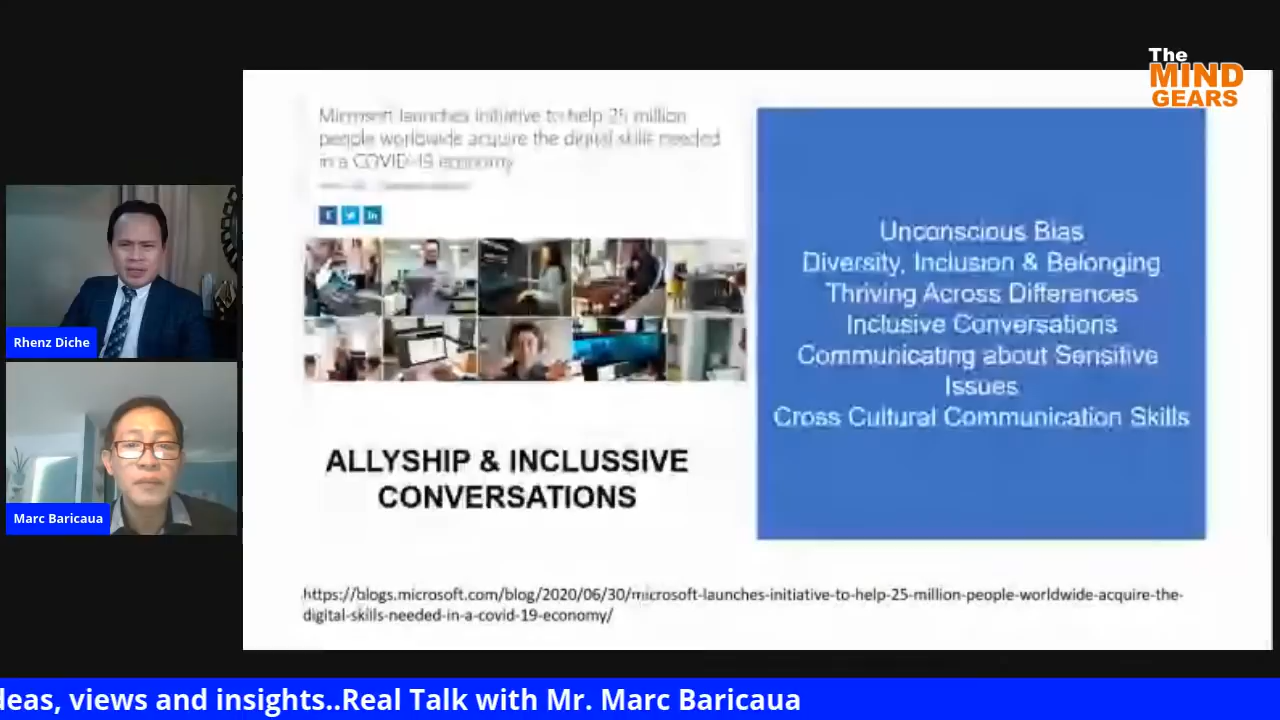 The
MIND
GEARS
Microsoft launches initiative to help 25 million
people worldwide acquire the digital skills needed
in a COVID-19 economy
f
in
Unconscious Bias
Diversity, Inclusion & Belonging
Thriving Across Differences
Inclusive Conversations
Communicating about Sensitive
Issues
Cross Cultural Communication Skills
Rhenz Diche
Marc Baricaua
ALLYSHIP & INCLUSSIVE
CONVERSATIONS
https://blogs.microsoft.com/blog/2020/06/30/microsoft-launches-initiative-to-help-25-million-people-worldwide-acquire-the-
digital-skills-needed-in-a-covid-19-economy/
deas, views and insights..Real Talk with Mr. Marc Baricaua